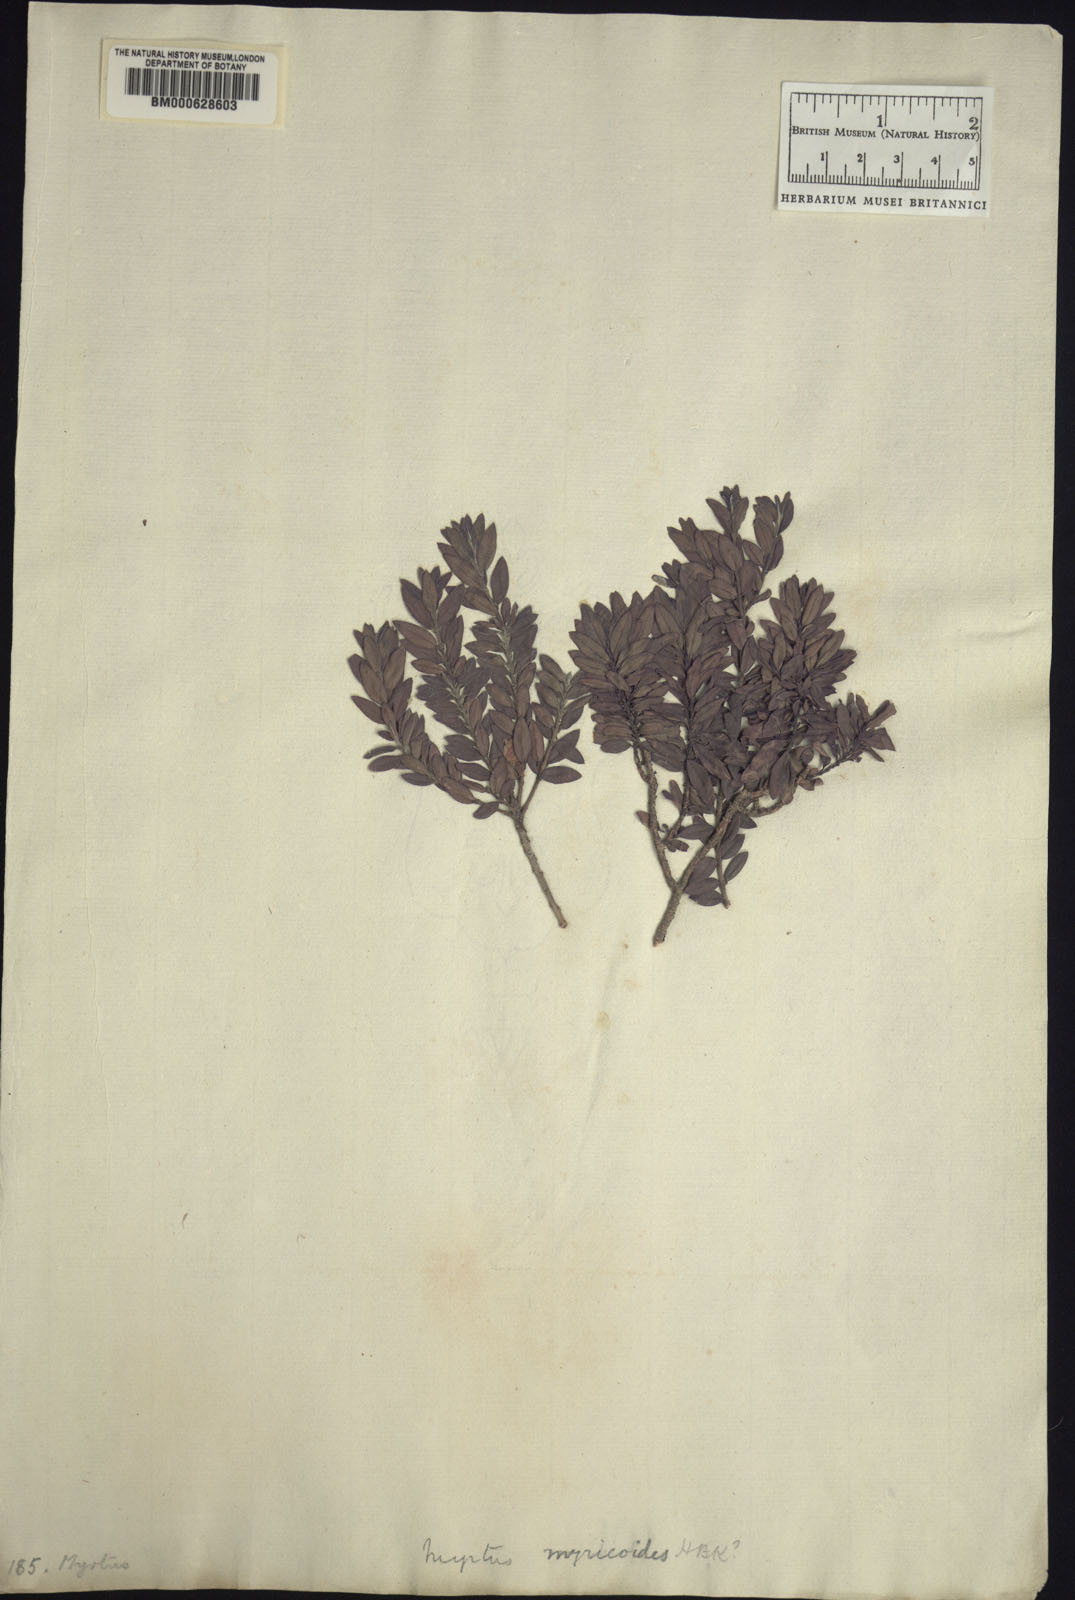 THE NATURAL HISTORY MUSEUM, LONDON
DEPARTMENT OF BOTANY
BM000628603
1 2
BRITISH MUSEUM (NATURAL HISTORY)
1 2 3 4 5
HERBARIUM MUSEI BRITANNICI
Myrtus myricoides HBK?
185. Myrtus